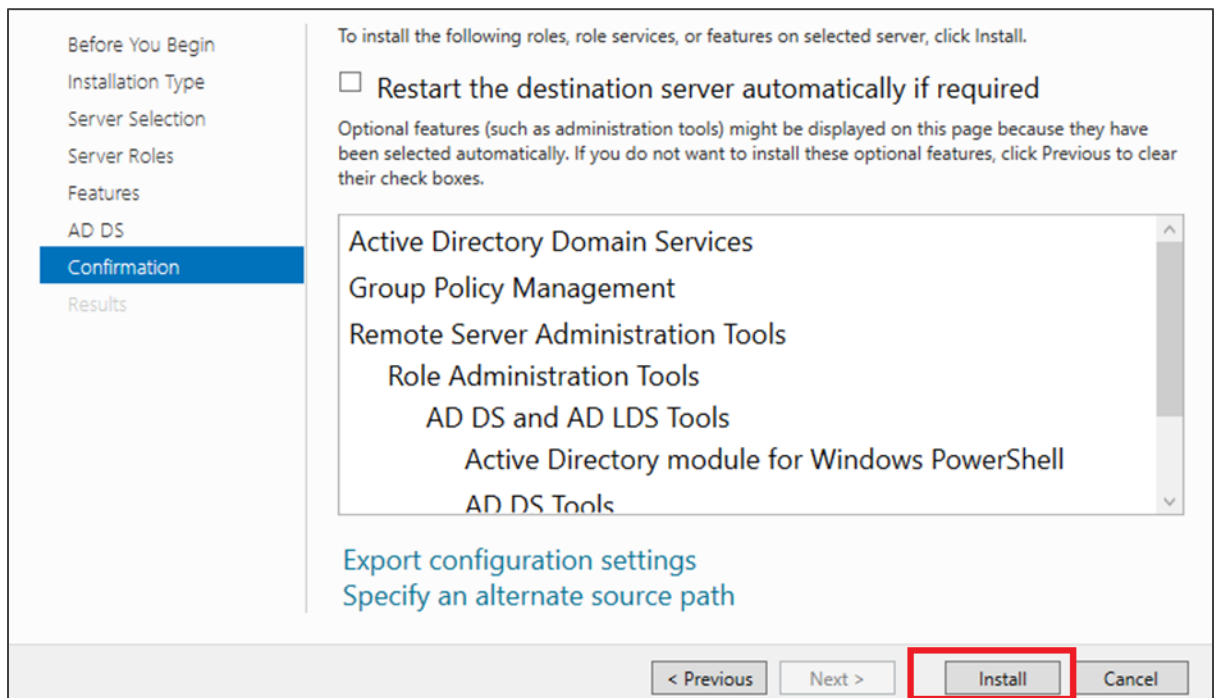 Before You Begin
Installation Type
Server Selection
Server Roles
Features
AD DS
Confirmation
Results
To install the following roles, role services, or features on selected server, click Install.
Restart the destination server automatically if required
Optional features (such as administration tools) might be displayed on this page because they have
been selected automatically. If you do not want to install these optional features, click Previous to clear
their check boxes.
Active Directory Domain Services
Group Policy Management
Remote Server Administration Tools
Role Administration Tools
AD DS and AD LDS Tools
Active Directory module for Windows PowerShell
AD DS Tools
Export configuration settings
Specify an alternate source path
< Previous
Next >
Install
Cancel